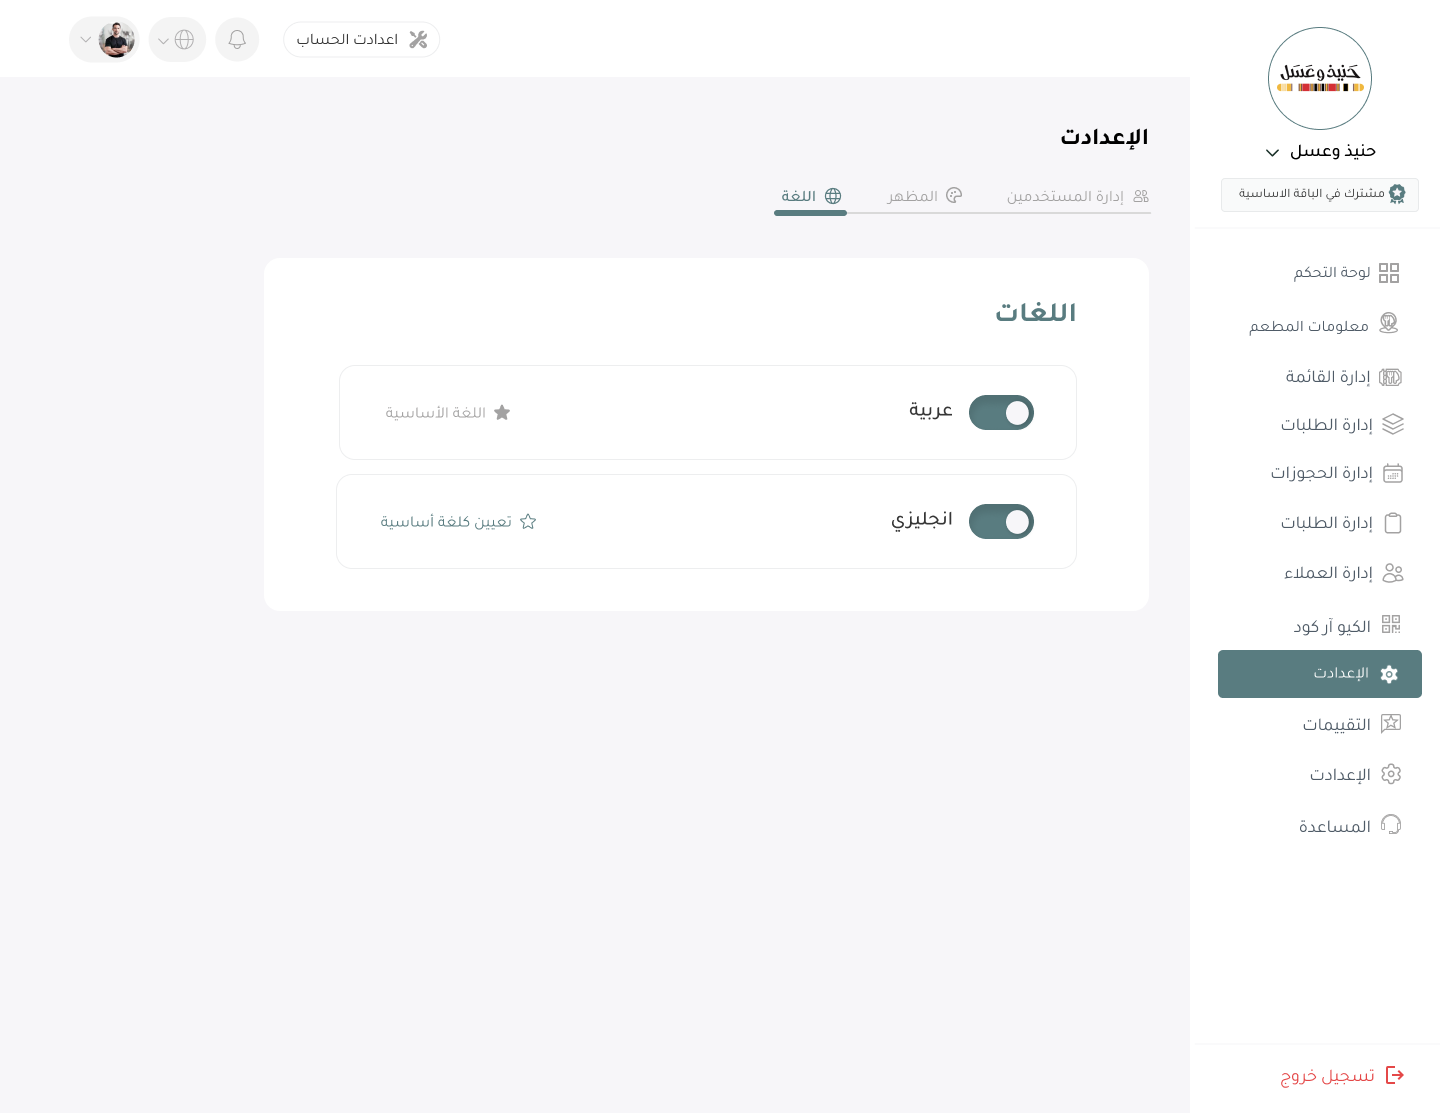 حنيذ وعسل
حنيذ وعسل
مشترك في الباقة الاساسية
لوحة التحكم
معلومات المطعم
إدارة القائمة
إدارة الطلبات
إدارة الحجوزات
إدارة الطلبات
إدارة العملاء
الكيو آر كود
الإعدادت
التقييمات
الإعدادت
المساعدة
تسجيل خروج
اعدادت الحساب
الإعدادت
إدارة المستخدمين
المظهر
اللغة
اللغات
عربية
اللغة الأساسية
انجليزي
تعيين كلغة أساسية